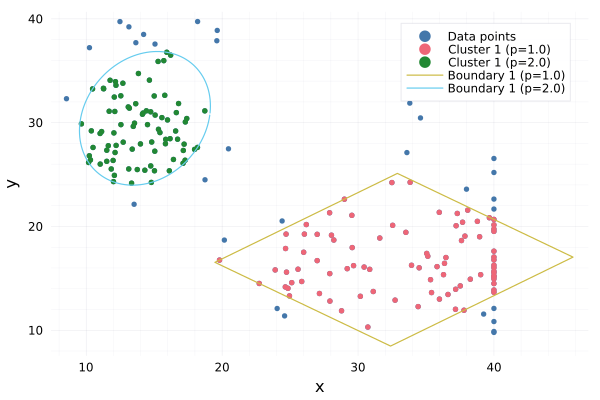 40
30
20
10
y
10
20
30
40
x
Data points
Cluster 1 (p=1.0)
Cluster 1 (p=2.0)
Boundary 1 (p=1.0)
Boundary 1 (p=2.0)